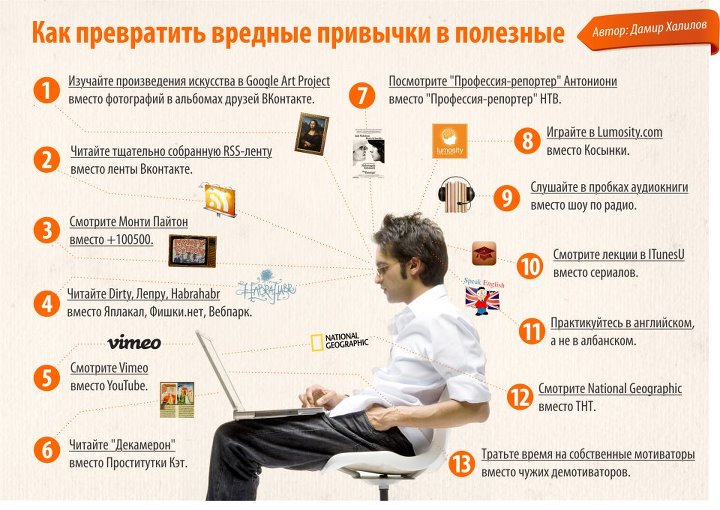 Как превратить вредные привычки в полезные
Автор: Дамир Халилов
1
Изучайте произведения искусства в Google Art Project
вместо фотографий в альбомах друзей ВКонтакте.
2
Читайте тщательно собранную RSS-ленту
вместо ленты Вконтакте.
3
Смотрите Монти Пайтон
вместо +100500.
4
Читайте Dirty, Лепру, Habrahabr
вместо Яплакал, Фишки.нет, Вебпарк.
HABRAHABR
vimeo
5
Смотрите Vimeo
вместо YouTube.
6
Читайте "Декамерон"
вместо Проститутки Кэт.
NATIONAL
GEOGRAPHIC
7
Посмотрите "Профессия-репортер" Антониони
вместо "Профессия-репортер" НТВ.
lumosity
8
Играйте в Lumosity.com
вместо Косынки.
9
Слушайте в пробках аудиокниги
вместо шоу по радио.
10
Смотрите лекции в ITunesU
вместо сериалов.
Speak English
11
Практикуйтесь в английском,
а не в албанском.
12
Смотрите National Geographic
вместо ТНТ.
13
Тратьте время на собственные мотиваторы
вместо чужих демотиваторов.